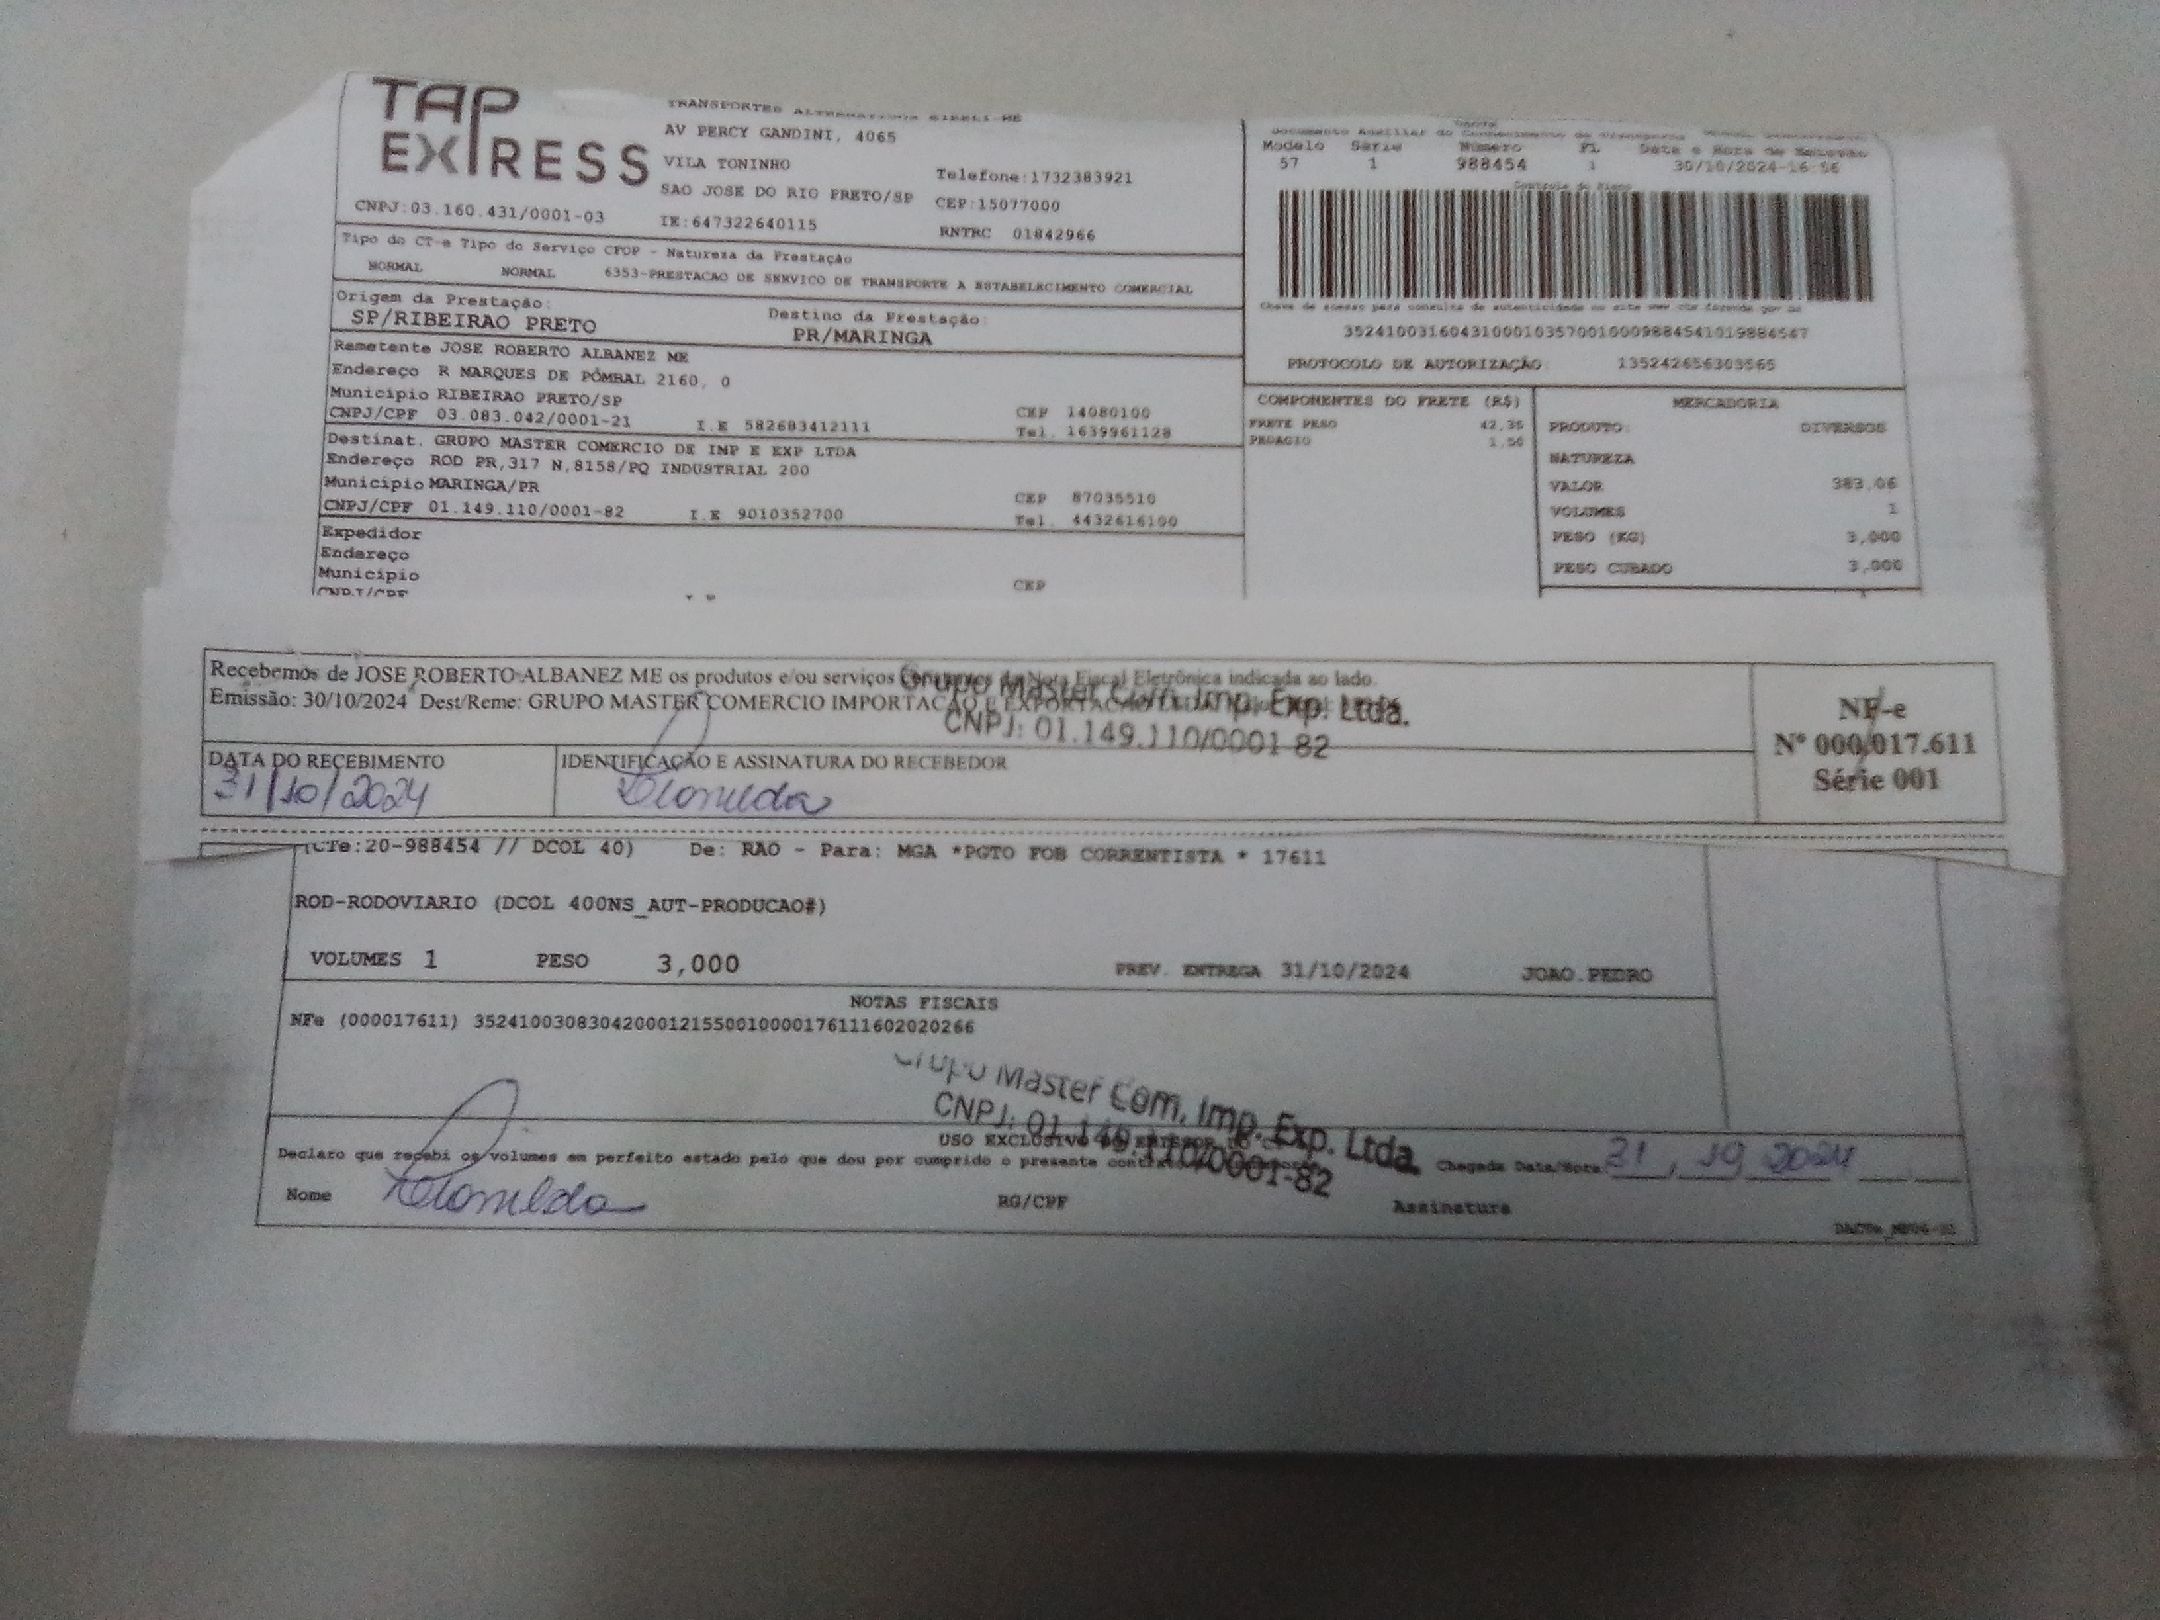 TAP
EXPRESS
AV PERCY GANDINI, 4065
VILA TONINHO
Telefone:1732383921
SAO JOSE DO RIO PRETO/SP CEP:15077000
CNPJ:03.160.431/0001-03 IE:647322640115 RNTRC 01842966
Modelo Série Número FL Data e Hora de Emissão
57 1 988454 1 30/10/2024-16:56
Tipo do CT-e Tipo do Serviço CFOP - Natureza da Prestação
NORMAL NORMAL 6353-PRESTACAO DE SERVICO DE TRANSPORTE A ESTABELECIMENTO COMERCIAL
Origem da Prestação: Destino da Prestação:
SP/RIBEIRAO PRETO PR/MARINGA
35241003160431000103570010009884541019884547
PROTOCOLO DE AUTORIZAÇÃO: 135242656303565
Remetente JOSE ROBERTO ALBANEZ ME
Endereço R MARQUES DE PÔMBAL 2160, 0
Município RIBEIRAO PRETO/SP CEP 14080100
CNPJ/CPF 03.083.042/0001-21 I.E 582683412111 Tel. 1639961128
Destinat. GRUPO MASTER COMERCIO DE IMP E EXP LTDA
Endereço ROD PR,317 N,8158/PQ INDUSTRIAL 200
Município MARINGA/PR CEP 87035510
CNPJ/CPF 01.149.110/0001-82 I.E 9010352700 Tel. 4432616100
Expedidor
Endereço
Município CEP
CNPJ/CPF
COMPONENTES DO FRETE (R$)
FRETE PESO 42,35
PEDAGIO 1,50
MERCADORIA
PRODUTO: DIVERSOS
NATUREZA
VALOR 383,06
VOLUMES 1
PESO (KG) 3,000
PESO CUBADO 3,000
Recebemos de JOSE ROBERTO ALBANEZ ME os produtos e/ou serviços da Nota Fiscal Eletrônica indicada ao lado.
Emissão: 30/10/2024 Dest/Reme: GRUPO MASTER COMERCIO IMPORTACAO E EXPORTACAO
Grupo Master Com. Imp. Exp. Ltda.
CNPJ: 01.149.110/0001-82
DATA DO RECEBIMENTO IDENTIFICAÇÃO E ASSINATURA DO RECEBEDOR
31/10/2024
NF-e
Nº 000.017.611
Série 001
(CTe:20-988454 // DCOL 40) De: RAO - Para: MGA *PGTO FOB CORRENTISTA * 17611
ROD-RODOVIARIO (DCOL 400NS_AUT-PRODUCAO#)
VOLUMES 1 PESO 3,000 PREV. ENTREGA 31/10/2024 JOAO.PEDRO
NOTAS FISCAIS
NFe (000017611) 35241003083042000121550010000176111602020266
Grupo Master Com. Imp. Exp. Ltda.
CNPJ: 01.149.110/0001-82
USO EXCLUSIVO
Declaro que recebi os volumes em perfeito estado pelo que dou por cumprido o presente Chegada Data/Hora 31, 10 2024
Nome RG/CPF Assinatura